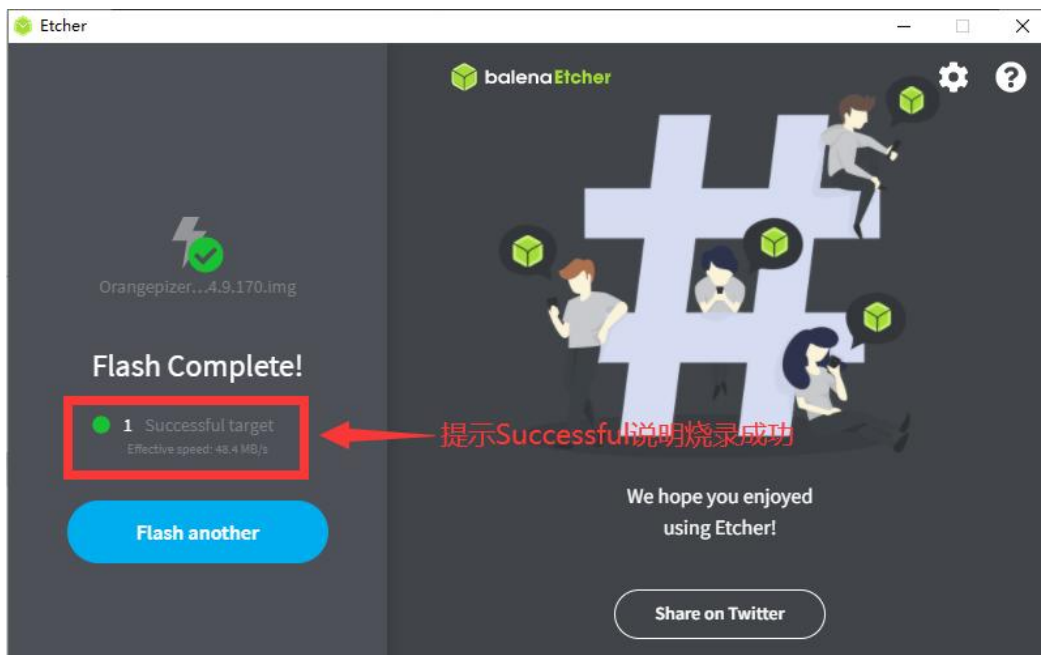 Etcher
balenaEtcher
Orangepizer...4.9.170.img
Flash Complete!
1 Successful target
Effective speed: 48.4 MB/s
提示Successful说明烧录成功
Flash another
We hope you enjoyed
using Etcher!
Share on Twitter